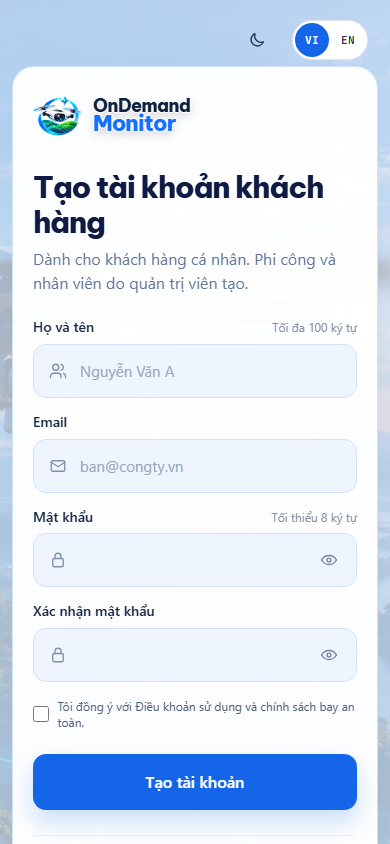 VI EN
OnDemand
Monitor
Tạo tài khoản khách
hàng
Dành cho khách hàng cá nhân. Phi công và
nhân viên do quản trị viên tạo.
Họ và tên Tối đa 100 ký tự
Nguyễn Văn A
Email
ban@congty.vn
Mật khẩu Tối thiểu 8 ký tự
Xác nhận mật khẩu
Tôi đồng ý với Điều khoản sử dụng và chính sách bay an
toàn.
Tạo tài khoản